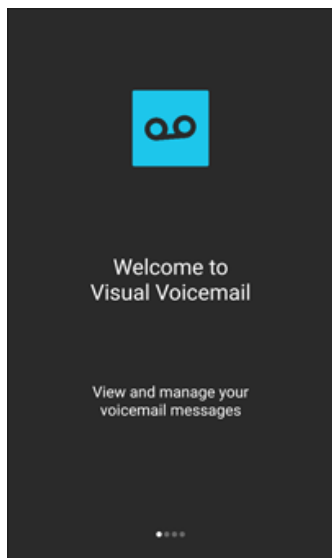 Welcome to
Visual Voicemail
View and manage your
voicemail messages